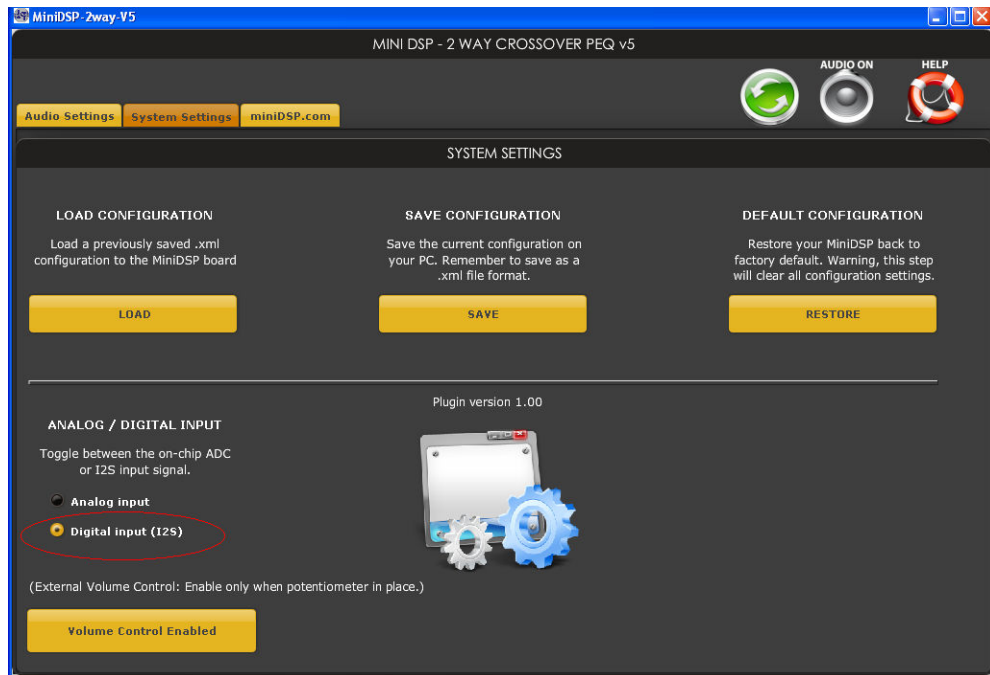 MiniDSP-2way-V5
MINI DSP - 2 WAY CROSSOVER PEQ v5
AUDIO ON
HELP
Audio Settings
System Settings
miniDSP.com
SYSTEM SETTINGS
LOAD CONFIGURATION
Load a previously saved .xml
configuration to the MiniDSP board
LOAD
SAVE CONFIGURATION
Save the current configuration on
your PC. Remember to save as a
.xml file format.
SAVE
DEFAULT CONFIGURATION
Restore your MiniDSP back to
factory default. Warning, this step
will clear all configuration settings.
RESTORE
Plugin version 1.00
ANALOG / DIGITAL INPUT
Toggle between the on-chip ADC
or I2S input signal.
Analog input
Digital input (I2S)
(External Volume Control: Enable only when potentiometer in place.)
Volume Control Enabled